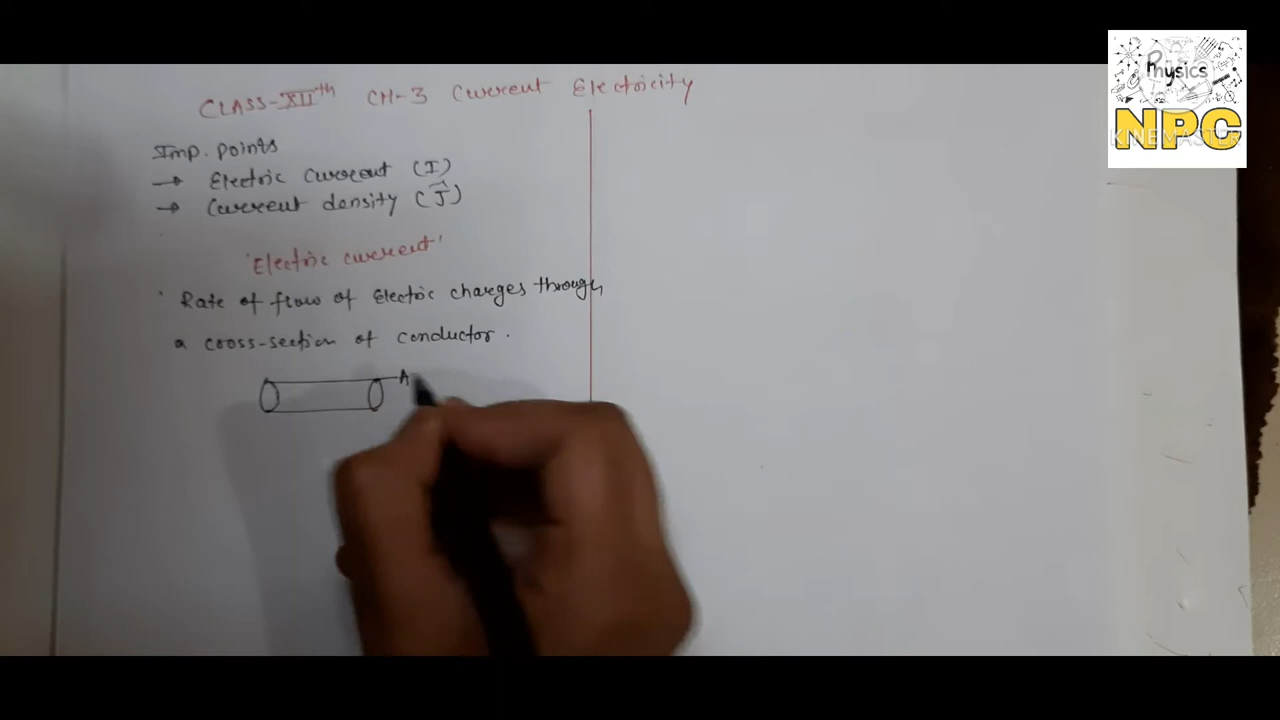 CLASS-XIIth CH-3 Current Electricity
Imp. points
→ Electric Current (I)
→ Current density (J⃗)
'Electric current'
Rate of flow of Electric charges through
a cross-section of conductor.
A
Physics
NPC
KINEMASTER